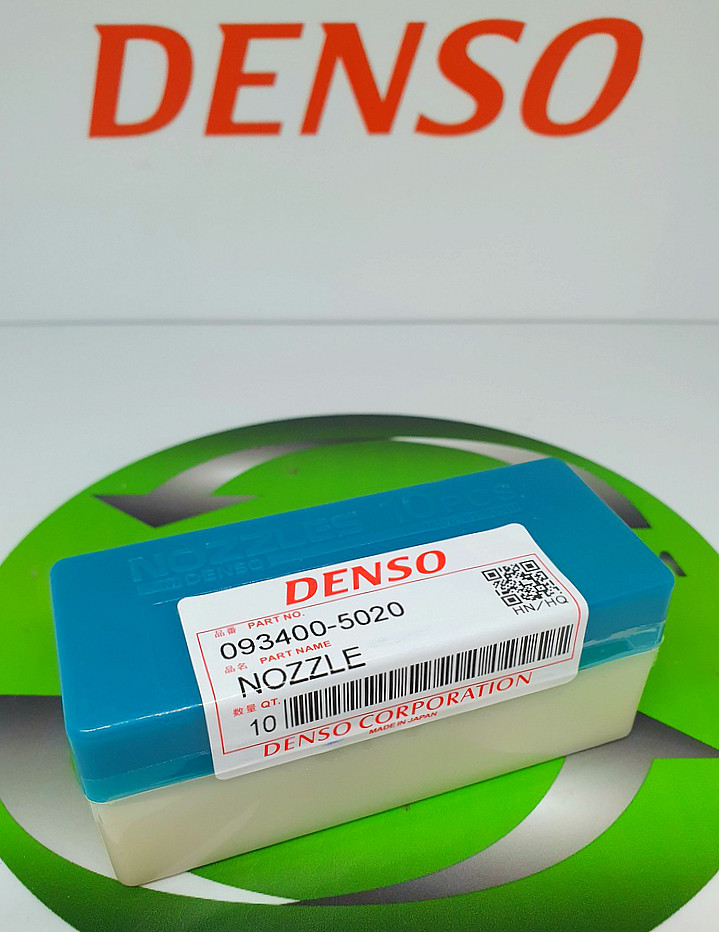 DENSO
NOZZLES 10PCS
DENSO
DENSO
品番 PART NO.
093400-5020
HN/HQ
品名 PART NAME
NOZZLE
数量 QT.
10
DENSO CORPORATION
MADE IN JAPAN